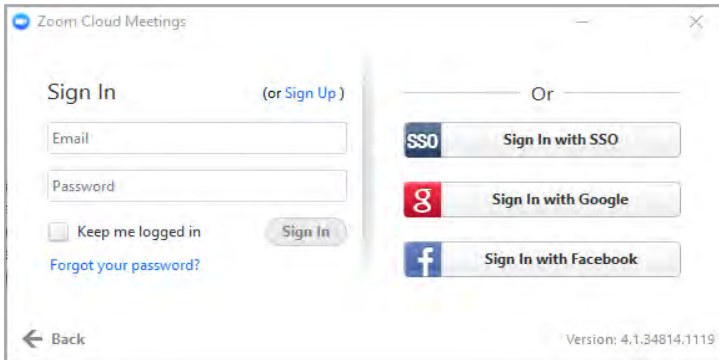 Zoom Cloud Meetings
Sign In (or Sign Up )
Email
Password
Keep me logged in Sign In
Forgot your password?
Or
SSO Sign In with SSO
g Sign In with Google
f Sign In with Facebook
Back
Version: 4.1.34814.1119